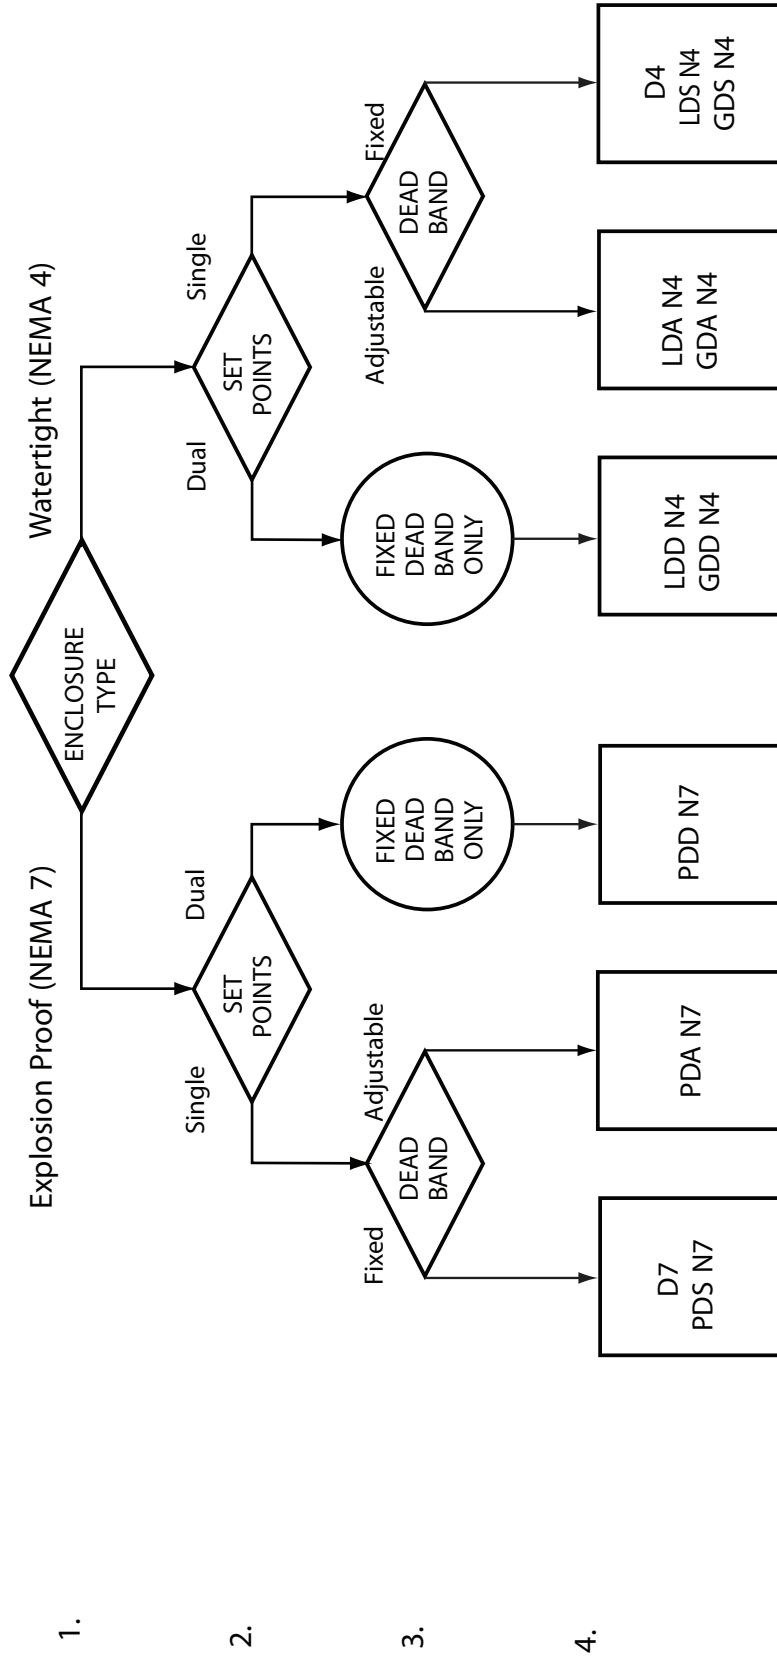 1.
Explosion Proof (NEMA 7)
Watertight (NEMA 4)
ENCLOSURE
TYPE
2.
Single
SET
POINTS
Dual
Dual
SET
POINTS
Single
3.
Fixed
DEAD
BAND
Adjustable
FIXED
DEAD
BAND
ONLY
FIXED
DEAD
BAND
ONLY
Adjustable
DEAD
BAND
Fixed
4.
D7
PDS N7
PDA N7
PDD N7
LDD N4
GDD N4
LDA N4
GDA N4
D4
LDS N4
GDS N4